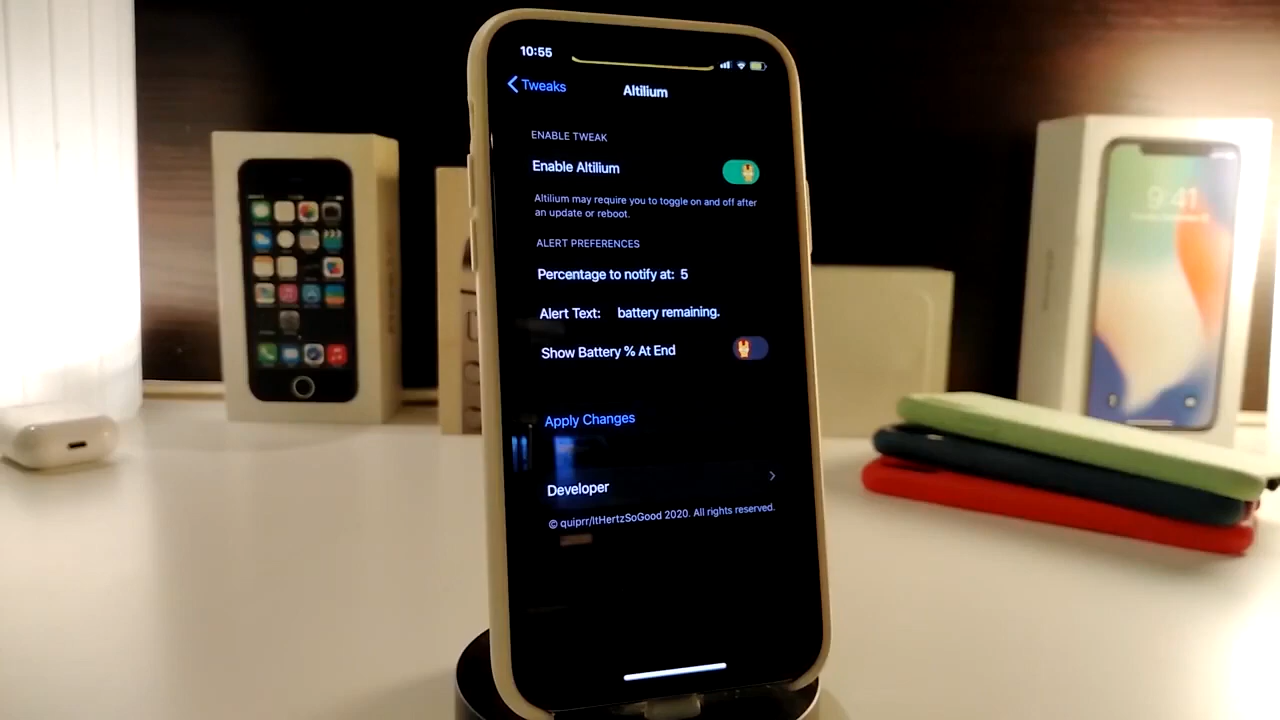 10:55
Tweaks
Altilium
ENABLE TWEAK
Enable Altilium
Altilium may require you to toggle on and off after
an update or reboot.
ALERT PREFERENCES
Percentage to notify at: 5
Alert Text: battery remaining.
Show Battery % At End
Apply Changes
Developer
© quiprr/ItHertzSoGood 2020. All rights reserved.
9:41